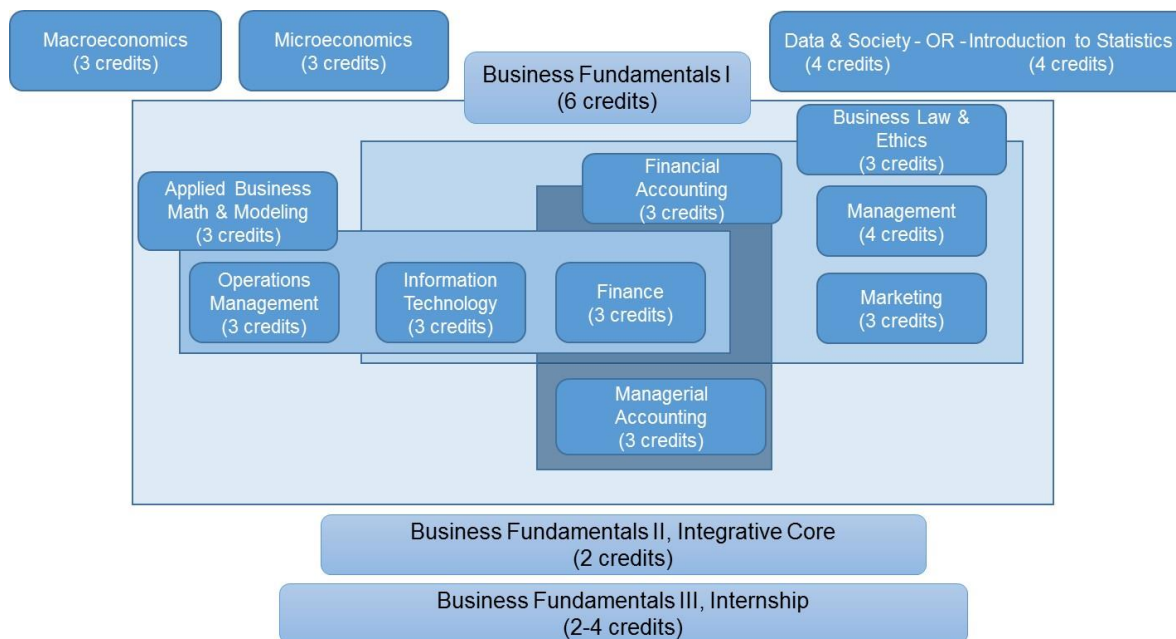 Macroeconomics
(3 credits)
Microeconomics
(3 credits)
Data & Society - OR - Introduction to Statistics
(4 credits) (4 credits)
Business Fundamentals I
(6 credits)
Business Law &
Ethics
(3 credits)
Financial
Accounting
(3 credits)
Applied Business
Math & Modeling
(3 credits)
Management
(4 credits)
Operations
Management
(3 credits)
Information
Technology
(3 credits)
Finance
(3 credits)
Marketing
(3 credits)
Managerial
Accounting
(3 credits)
Business Fundamentals II, Integrative Core
(2 credits)
Business Fundamentals III, Internship
(2-4 credits)